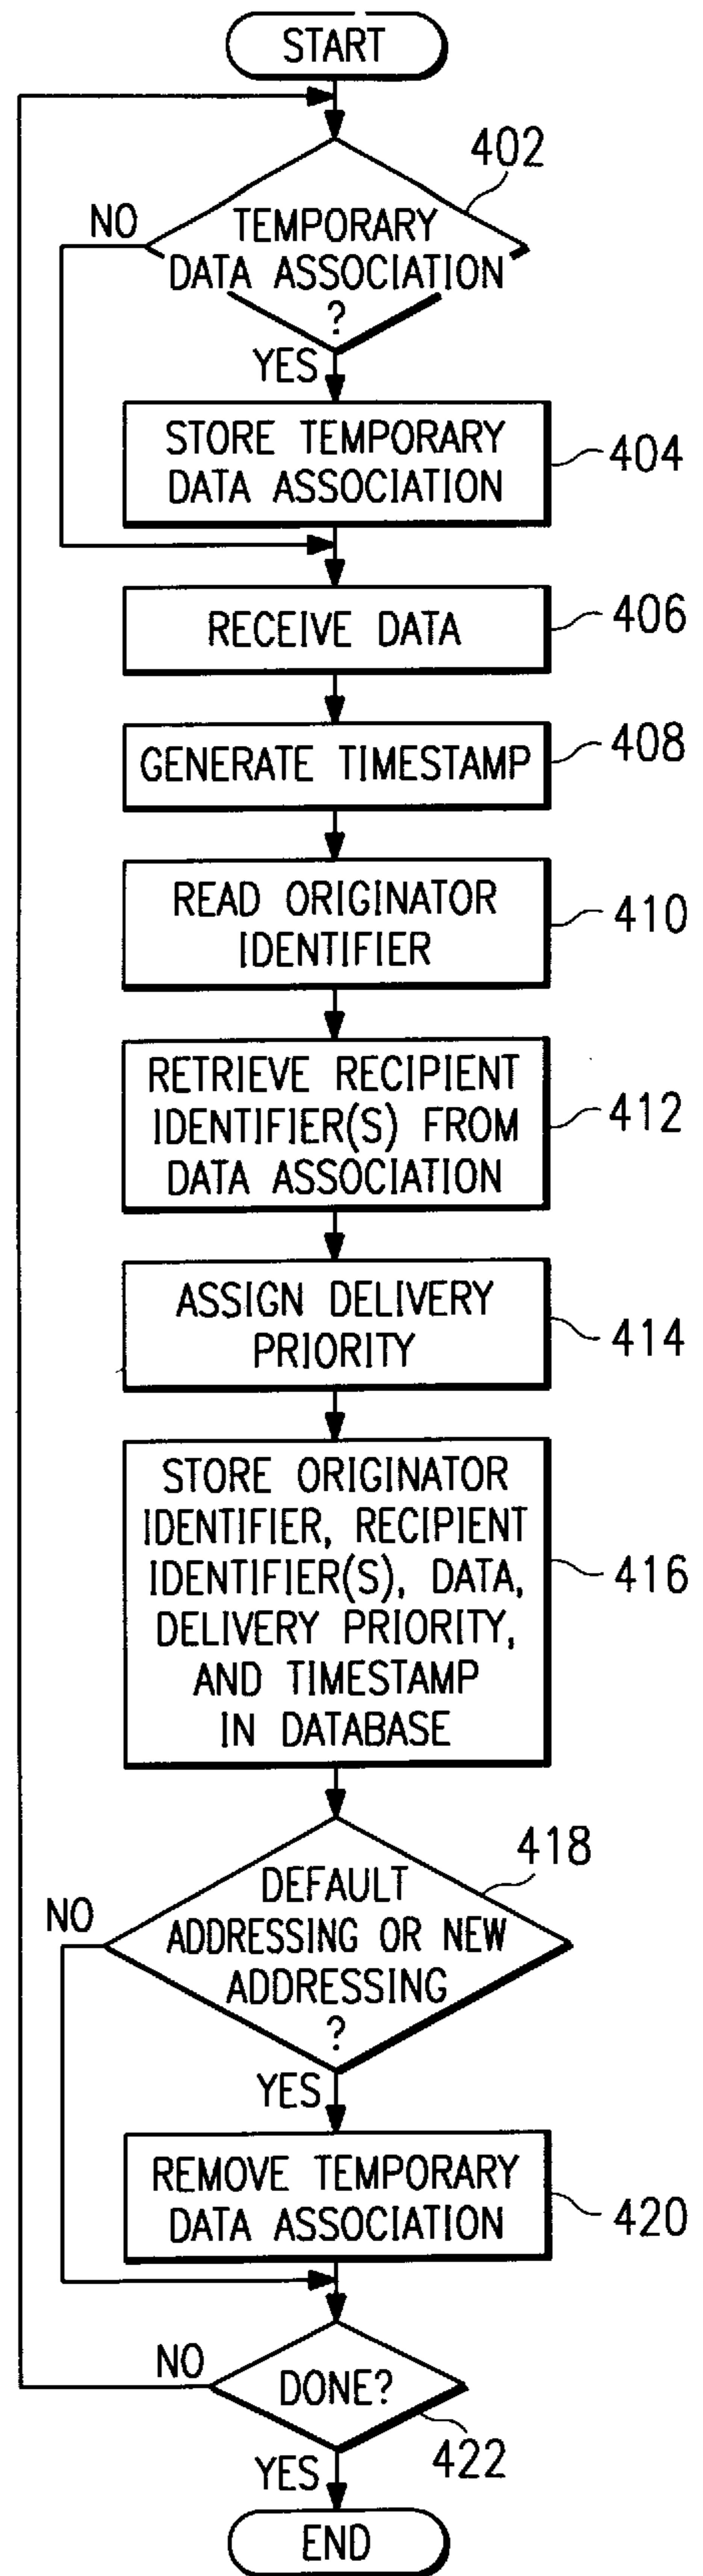 START
402
NO
TEMPORARY
DATA ASSOCIATION
?
YES
STORE TEMPORARY
DATA ASSOCIATION
404
RECEIVE DATA
406
GENERATE TIMESTAMP
408
READ ORIGINATOR
IDENTIFIER
410
RETRIEVE RECIPIENT
IDENTIFIER(S) FROM
DATA ASSOCIATION
412
ASSIGN DELIVERY
PRIORITY
414
STORE ORIGINATOR
IDENTIFIER, RECIPIENT
IDENTIFIER(S), DATA,
DELIVERY PRIORITY,
AND TIMESTAMP
IN DATABASE
416
418
NO
DEFAULT
ADDRESSING OR NEW
ADDRESSING
?
YES
REMOVE TEMPORARY
DATA ASSOCIATION
420
NO
DONE?
422
YES
END